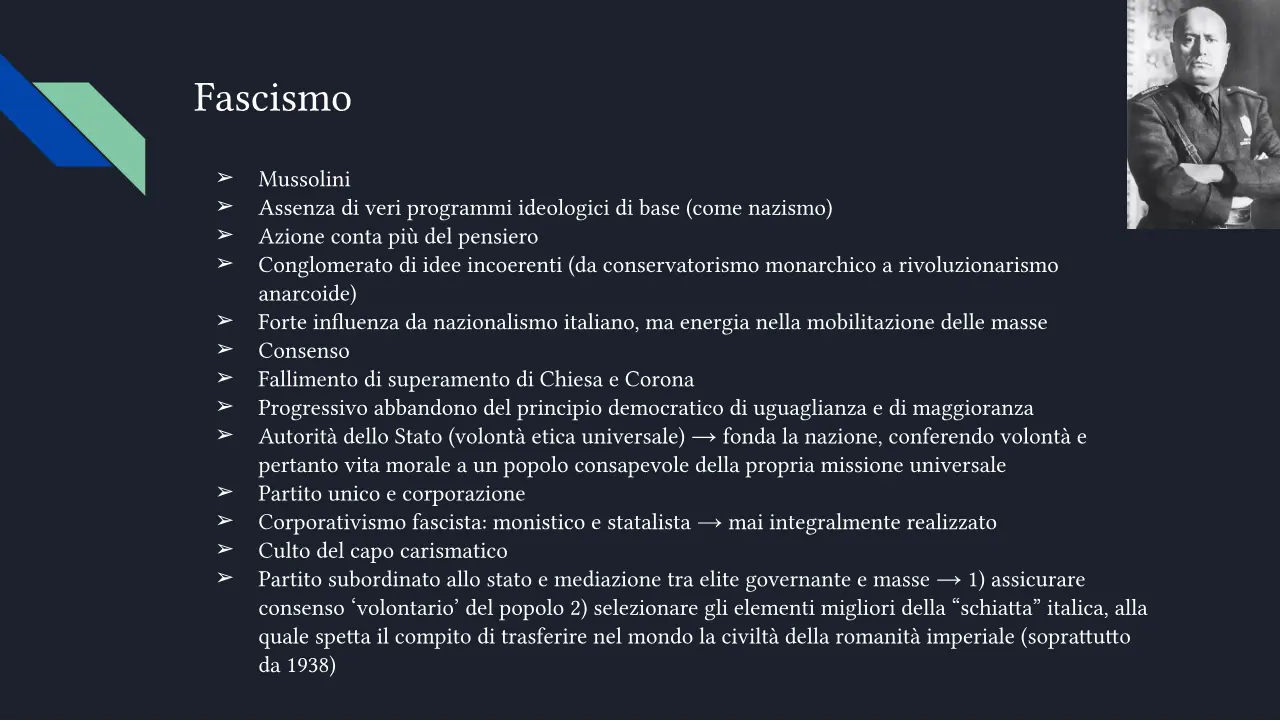 Fascismo
➢ Mussolini
➢ Assenza di veri programmi ideologici di base (come nazismo)
➢ Azione conta più del pensiero
➢ Conglomerato di idee incoerenti (da conservatorismo monarchico a rivoluzionarismo
anarcoide)
➢ Forte influenza da nazionalismo italiano, ma energia nella mobilitazione delle masse
➢ Consenso
➢ Fallimento di superamento di Chiesa e Corona
➢ Progressivo abbandono del principio democratico di uguaglianza e di maggioranza
➢ Autorità dello Stato (volontà etica universale) → fonda la nazione, conferendo volontà e
pertanto vita morale a un popolo consapevole della propria missione universale
➢ Partito unico e corporazione
➢ Corporativismo fascista: monistico e statalista → mai integralmente realizzato
➢ Culto del capo carismatico
➢ Partito subordinato allo stato e mediazione tra elite governante e masse → 1) assicurare
consenso ‘volontario’ del popolo 2) selezionare gli elementi migliori della “schiatta” italica, alla
quale spetta il compito di trasferire nel mondo la civiltà della romanità imperiale (soprattutto
da 1938)